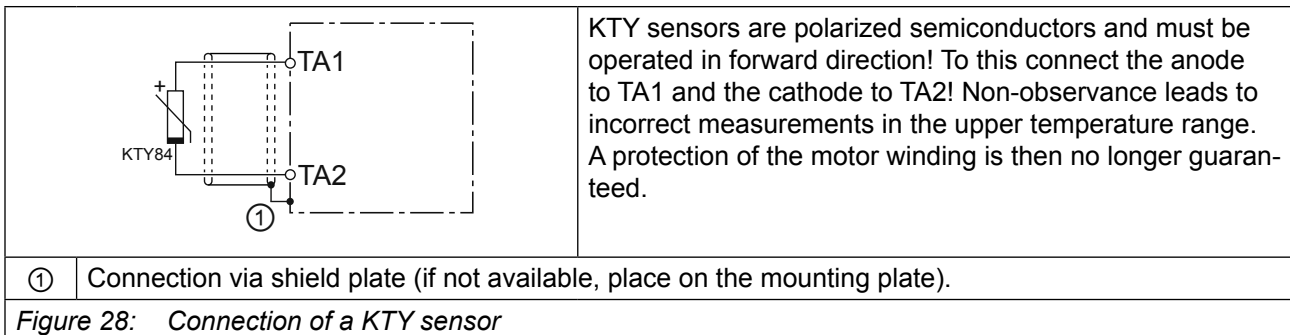 TA1
+
KTY84
TA2
①
KTY sensors are polarized semiconductors and must be
operated in forward direction! To this connect the anode
to TA1 and the cathode to TA2! Non-observance leads to
incorrect measurements in the upper temperature range.
A protection of the motor winding is then no longer guaran-
teed.
① Connection via shield plate (if not available, place on the mounting plate).
Figure 28: Connection of a KTY sensor